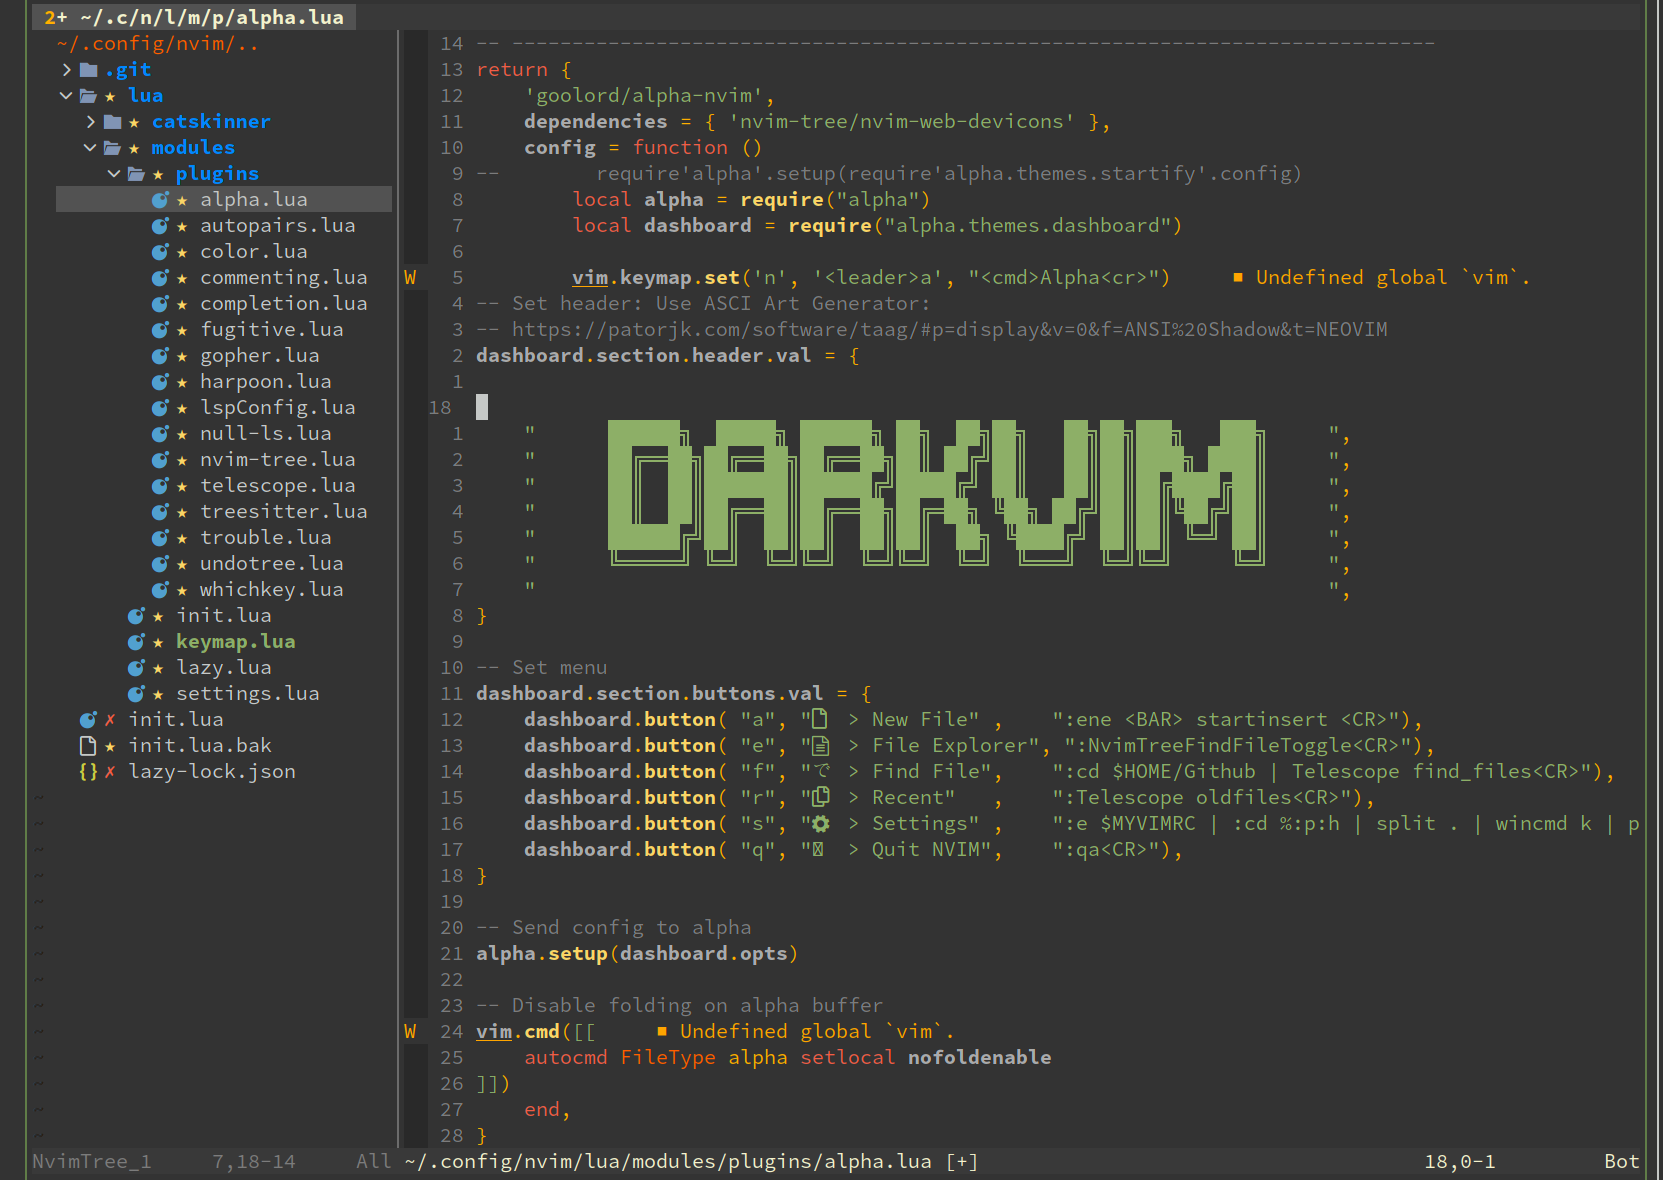 2+ ~/.c/n/l/m/p/alpha.lua
~/.config/nvim/..
.git
lua
catskinner
modules
plugins
alpha.lua
autopairs.lua
color.lua
commenting.lua
completion.lua
fugitive.lua
gopher.lua
harpoon.lua
lspConfig.lua
null-ls.lua
nvim-tree.lua
telescope.lua
treesitter.lua
trouble.lua
undotree.lua
whichkey.lua
init.lua
keymap.lua
lazy.lua
settings.lua
✗ init.lua
init.lua.bak
{} ✗ lazy-lock.json
14 -- -----------------------------------------------------------------------------
13 return {
12     'goolord/alpha-nvim',
11     dependencies = { 'nvim-tree/nvim-web-devicons' },
10     config = function ()
9 --        require'alpha'.setup(require'alpha.themes.startify'.config)
8         local alpha = require("alpha")
7         local dashboard = require("alpha.themes.dashboard")
6
W 5         vim.keymap.set('n', '<leader>a', "<cmd>Alpha<cr>")     ■ Undefined global `vim`.
4 -- Set header: Use ASCI Art Generator:
3 -- https://patorjk.com/software/taag/#p=display&v=0&f=ANSI%20Shadow&t=NEOVIM
2 dashboard.section.header.val = {
1
18
DARKVIM
1     "     ",
2     "     ",
3     "     ",
4     "     ",
5     "     ",
6     "     ",
7     "     ",
8 }
9
10 -- Set menu
11 dashboard.section.buttons.val = {
12     dashboard.button( "a", "  > New File" ,    ":ene <BAR> startinsert <CR>"),
13     dashboard.button( "e", "  > File Explorer", ":NvimTreeFindFileToggle<CR>"),
14     dashboard.button( "f", "で > Find File",    ":cd $HOME/Github | Telescope find_files<CR>"),
15     dashboard.button( "r", "  > Recent"   ,    ":Telescope oldfiles<CR>"),
16     dashboard.button( "s", "  > Settings" ,    ":e $MYVIMRC | :cd %:p:h | split . | wincmd k | p
17     dashboard.button( "q", "  > Quit NVIM",    ":qa<CR>"),
18 }
19
20 -- Send config to alpha
21 alpha.setup(dashboard.opts)
22
23 -- Disable folding on alpha buffer
W 24 vim.cmd([[     ■ Undefined global `vim`.
25     autocmd FileType alpha setlocal nofoldenable
26 ]])
27     end,
28 }
NvimTree_1     7,18-14     All
~/.config/nvim/lua/modules/plugins/alpha.lua [+]     18,0-1     Bot